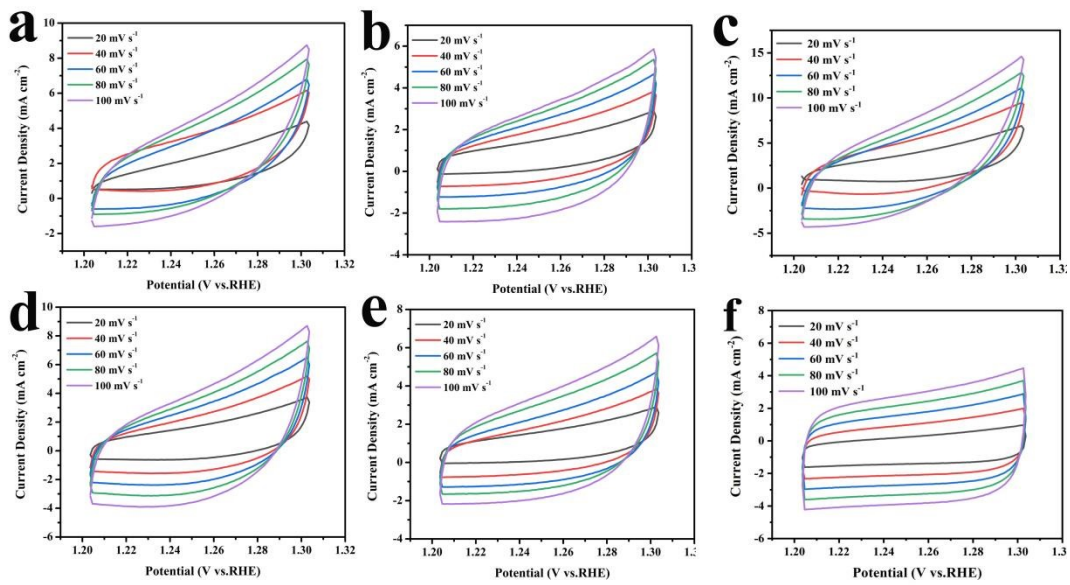 a
20 mV s⁻¹
40 mV s⁻¹
60 mV s⁻¹
80 mV s⁻¹
100 mV s⁻¹
Current Density (mA cm⁻²)
10
8
6
4
2
0
-2
1.20 1.22 1.24 1.26 1.28 1.30 1.32
Potential (V vs.RHE)
b
20 mV s⁻¹
40 mV s⁻¹
60 mV s⁻¹
80 mV s⁻¹
100 mV s⁻¹
Current Density (mA cm⁻²)
6
4
2
0
-2
-4
1.20 1.22 1.24 1.26 1.28 1.30 1.3
Potential (V vs.RHE)
c
20 mV s⁻¹
40 mV s⁻¹
60 mV s⁻¹
80 mV s⁻¹
100 mV s⁻¹
Current Density (mA cm⁻²)
15
10
5
0
-5
1.20 1.22 1.24 1.26 1.28 1.30 1.32
Potential (V vs.RHE)
d
20 mV s⁻¹
40 mV s⁻¹
60 mV s⁻¹
80 mV s⁻¹
100 mV s⁻¹
Current Density (mA cm⁻²)
10
8
6
4
2
0
-2
-4
-6
1.20 1.22 1.24 1.26 1.28 1.30 1.32
Potential (V vs.RHE)
e
20 mV s⁻¹
40 mV s⁻¹
60 mV s⁻¹
80 mV s⁻¹
100 mV s⁻¹
Current Density (mA cm⁻²)
8
6
4
2
0
-2
-4
1.20 1.22 1.24 1.26 1.28 1.30 1.3
Potential (V vs.RHE)
f
20 mV s⁻¹
40 mV s⁻¹
60 mV s⁻¹
80 mV s⁻¹
100 mV s⁻¹
Current Density (mA cm⁻²)
8
6
4
2
0
-2
-4
-6
1.20 1.22 1.24 1.26 1.28 1.30 1.32
Potential (V vs.RHE)